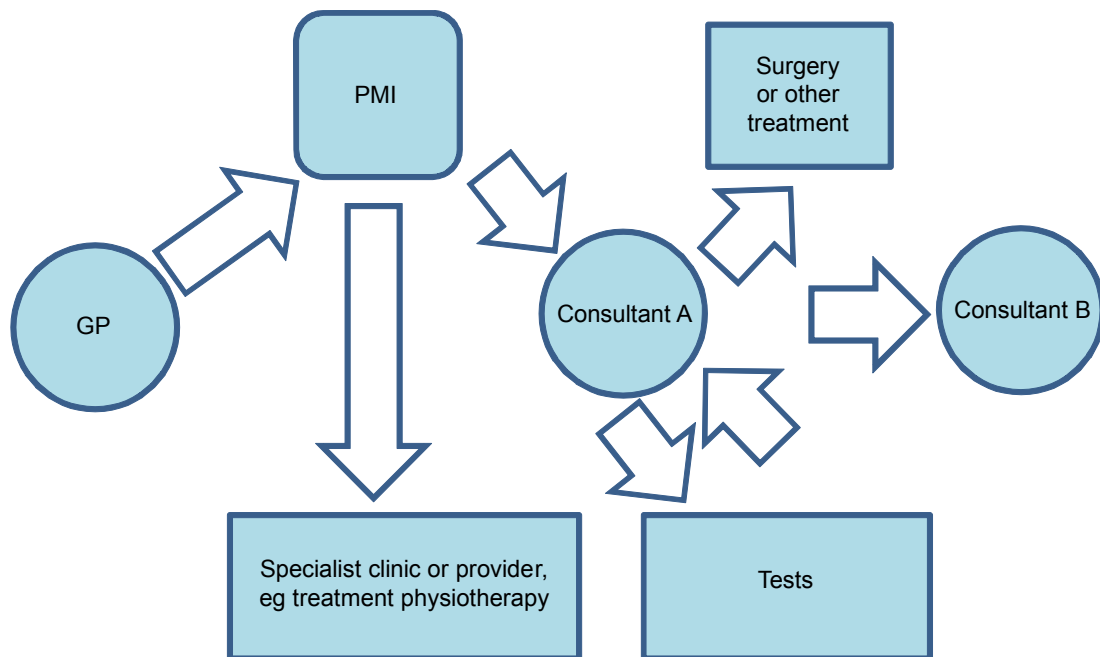 PMI
Surgery
or other
treatment
GP
Consultant A
Consultant B
Specialist clinic or provider,
eg treatment physiotherapy
Tests